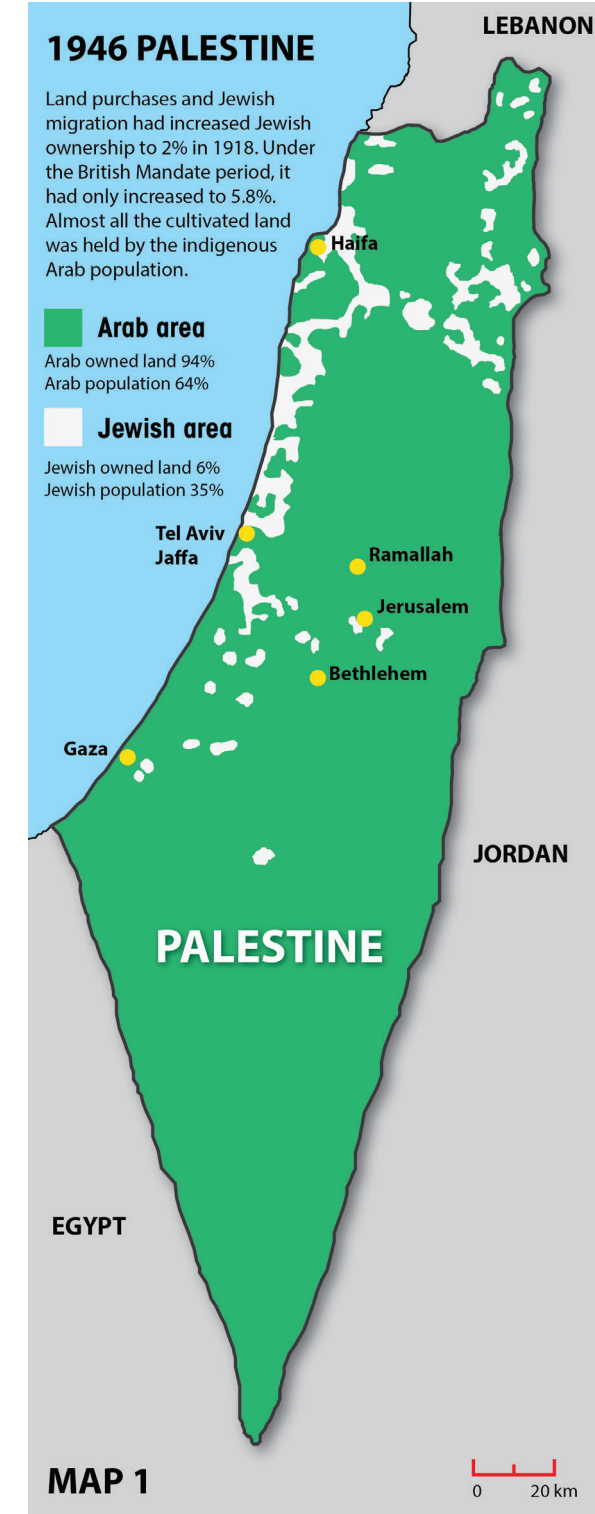 LEBANON
1946 PALESTINE
Land purchases and Jewish
migration had increased Jewish
ownership to 2% in 1918. Under
the British Mandate period, it
had only increased to 5.8%.
Almost all the cultivated land
was held by the indigenous
Arab population.
Haifa
Arab area
Arab owned land 94%
Arab population 64%
Jewish area
Jewish owned land 6%
Jewish population 35%
Tel Aviv
Jaffa
Ramallah
Jerusalem
Bethlehem
Gaza
JORDAN
PALESTINE
EGYPT
MAP 1
0 20 km